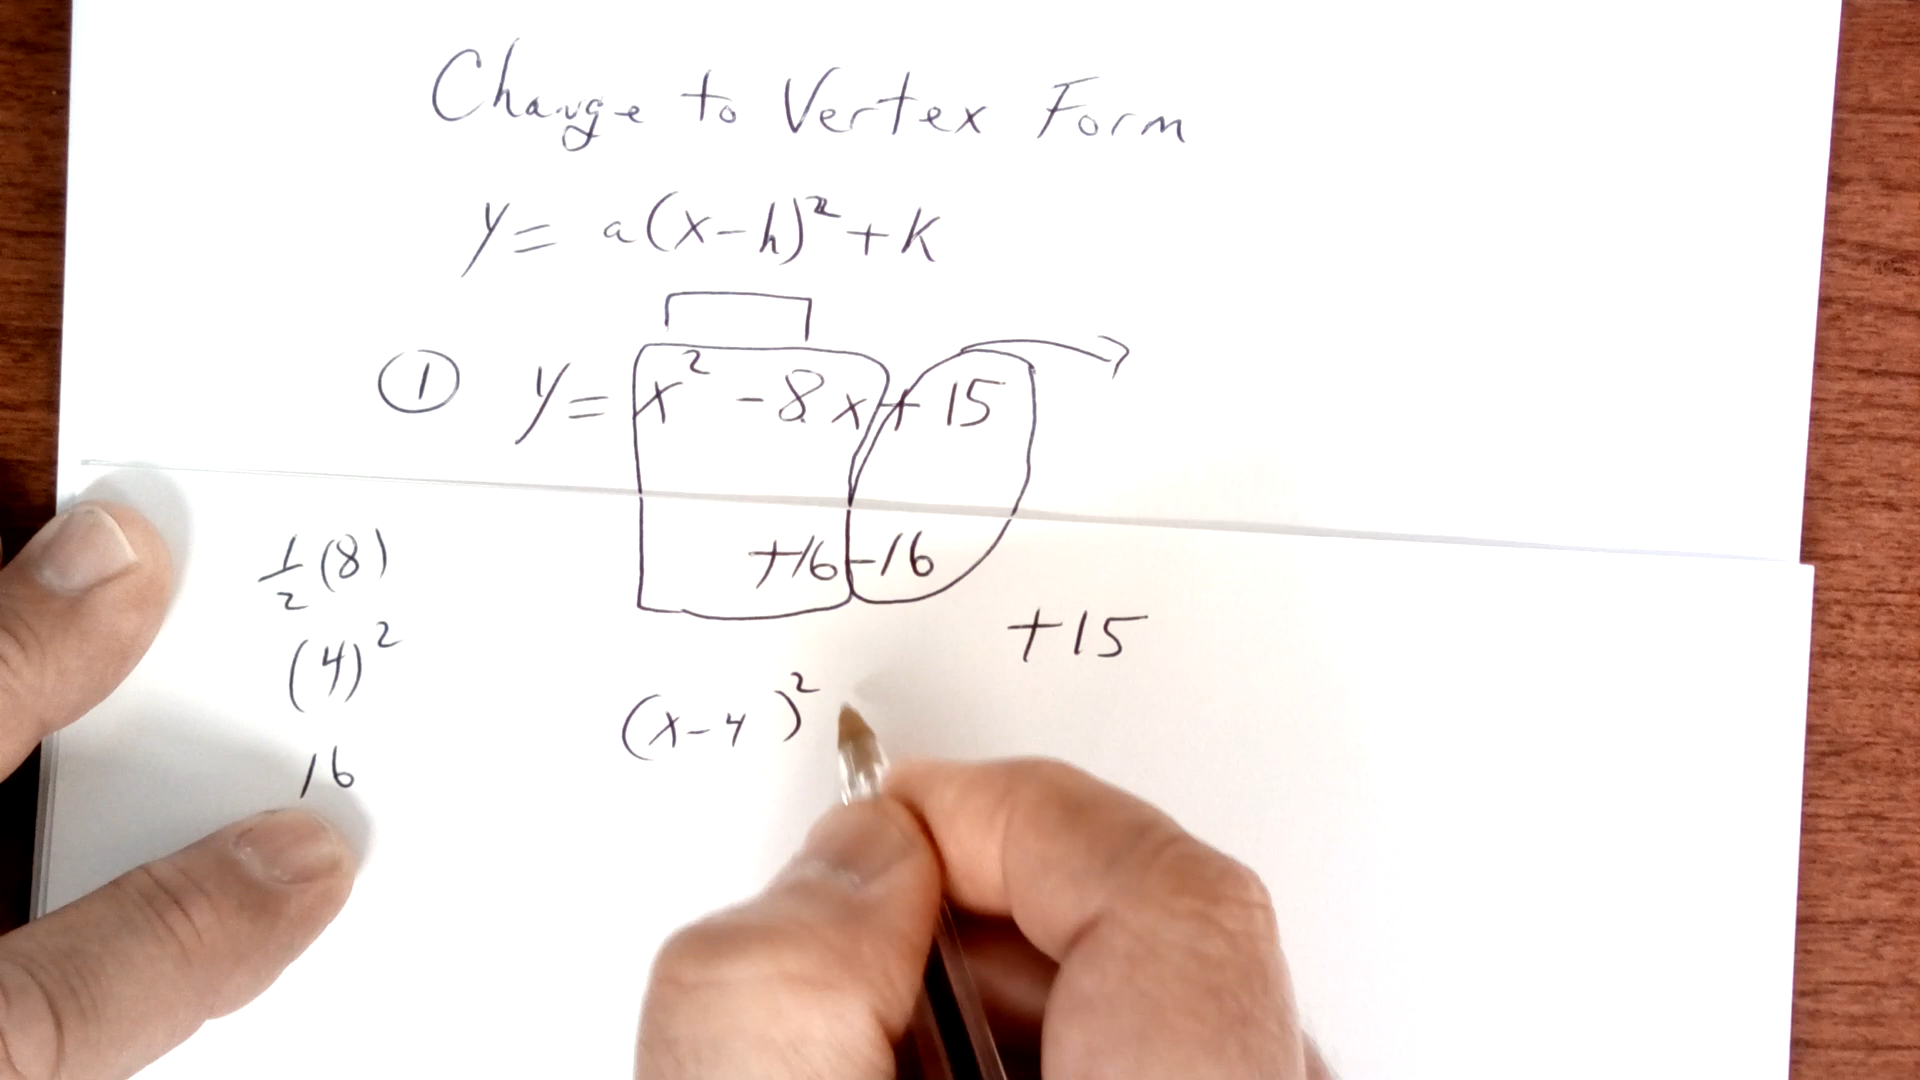 Change to Vertex Form
y = a(x-h)² + k
① y = x² - 8x + 15
+16 -16
+15
½(8)
(4)²
16
(x-4)²